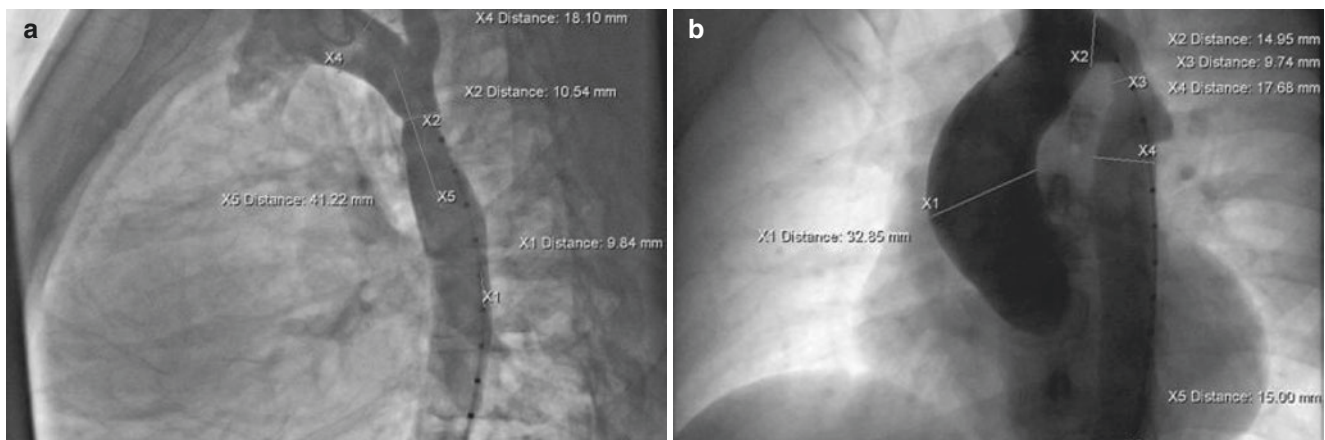 a
X4 Distance: 18.10 mm
X4
X2 Distance: 10.54 mm
X2
X5
X5 Distance: 41.22 mm
X1 Distance: 9.84 mm
X1
b
X2
X2 Distance: 14.95 mm
X3 Distance: 9.74 mm
X3
X4 Distance: 17.68 mm
X4
X1
X1 Distance: 32.85 mm
X5 Distance: 15.00 mm